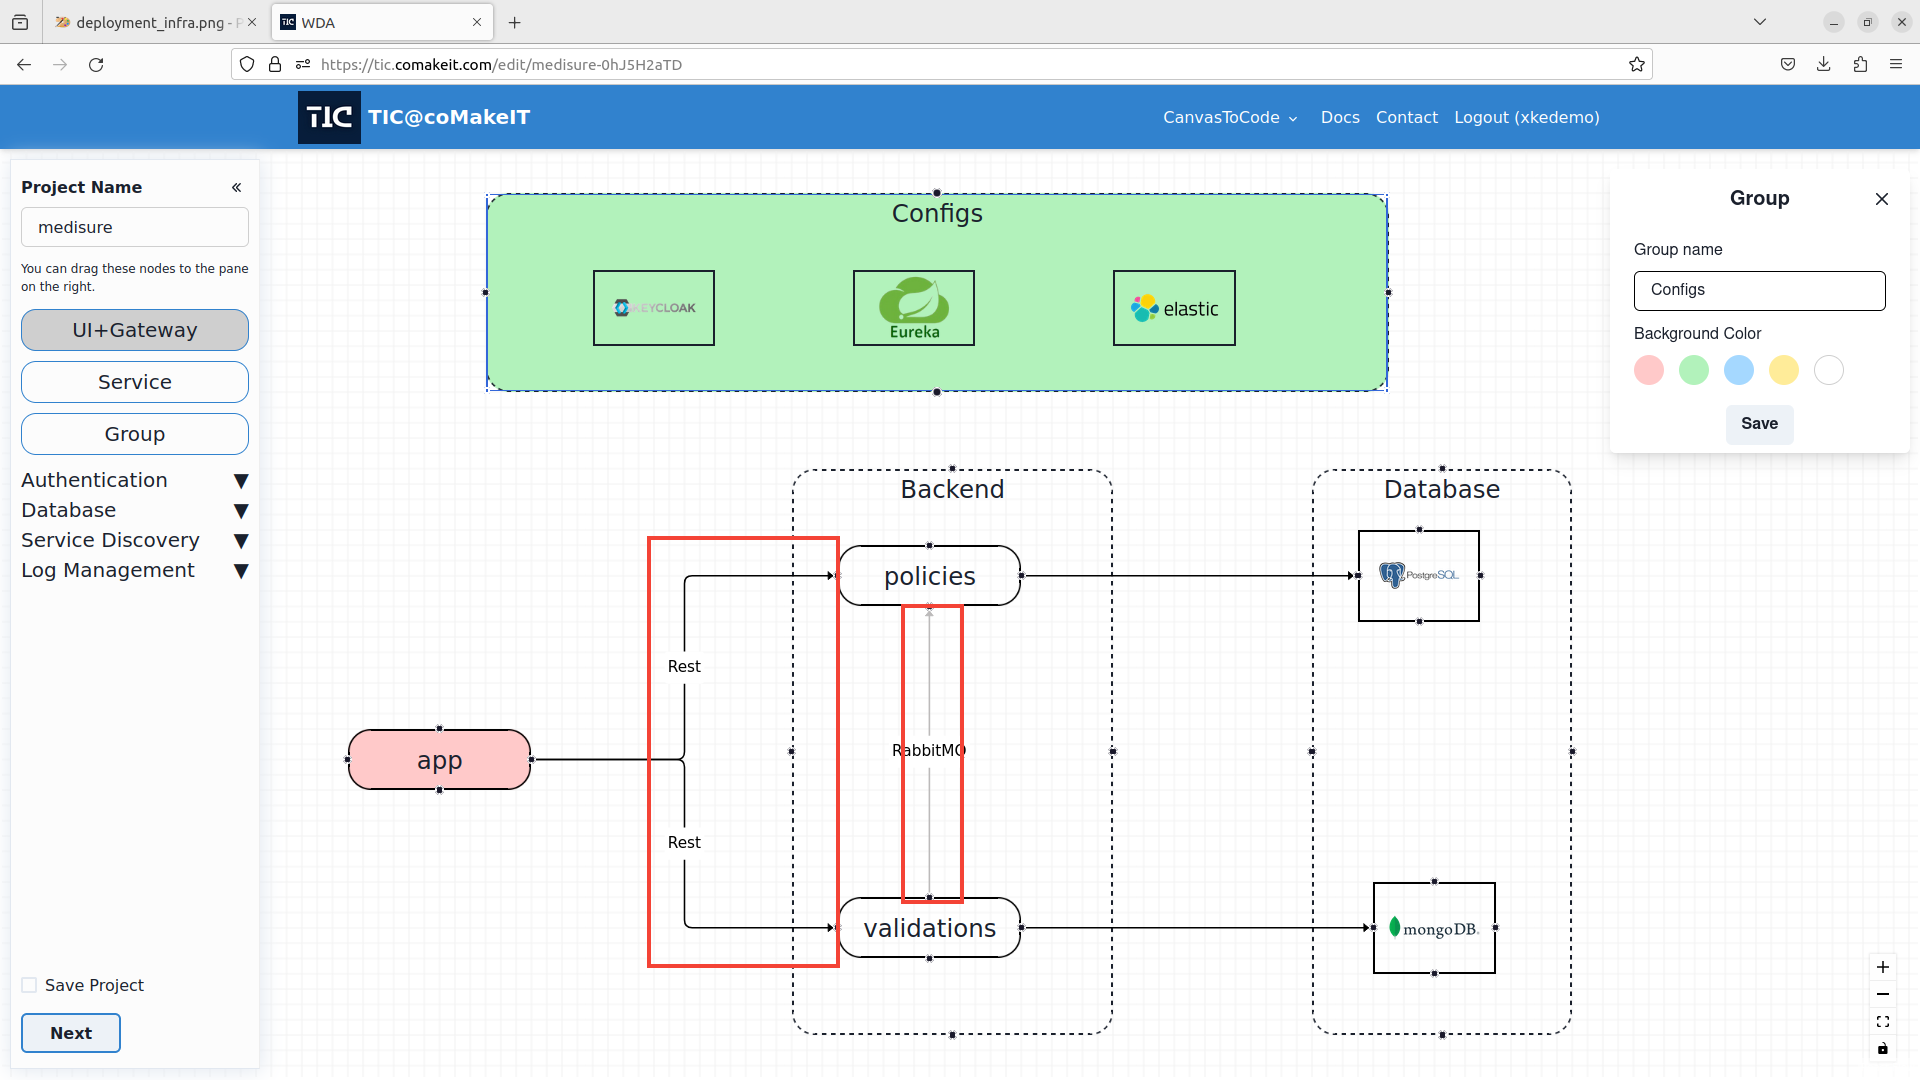 deployment_infra.png - P
TIC WDA
https://tic.comakeit.com/edit/medisure-0hJ5H2aTD
TIC TIC@coMakeIT
CanvasToCode Docs Contact Logout (xkedemo)
Project Name
medisure
You can drag these nodes to the pane
on the right.
UI+Gateway
Service
Group
Authentication
Database
Service Discovery
Log Management
Save Project
Next
Configs
KEYCLOAK
Eureka
elastic
Group
Group name
Configs
Background Color
Save
Backend
Database
policies
PostgreSQL
Rest
RabbitMQ
app
Rest
validations
mongoDB.